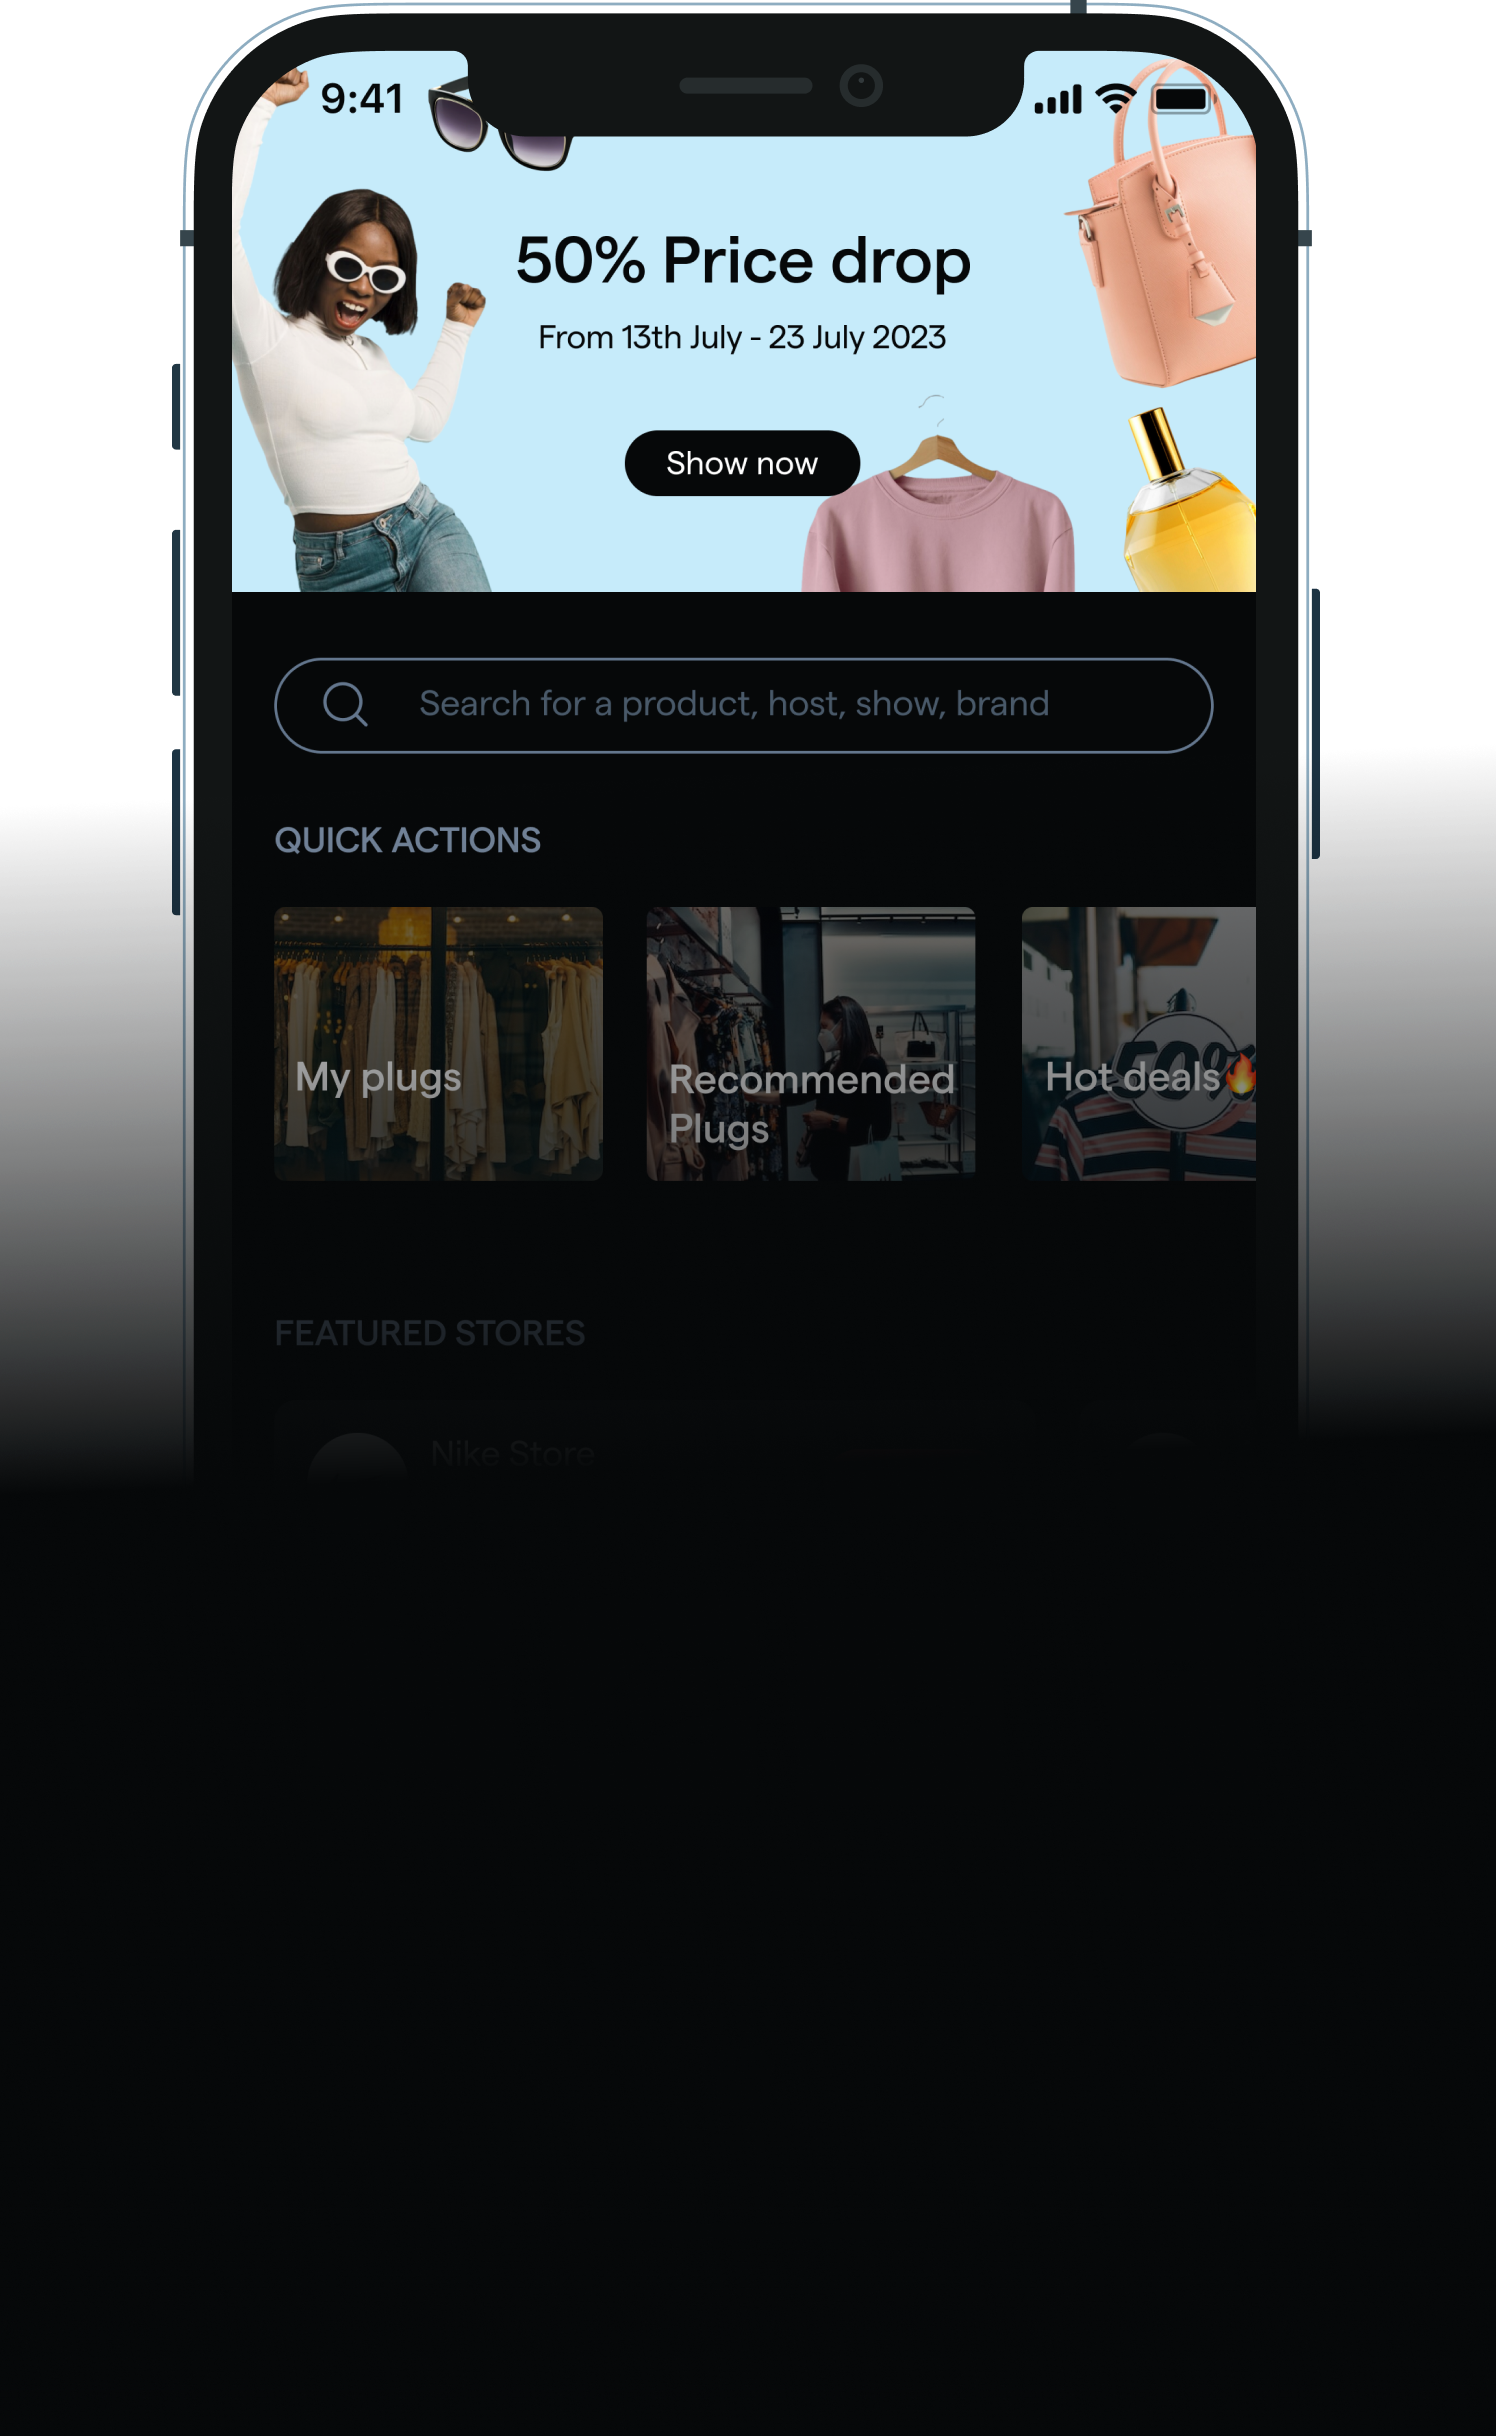 9:41
50% Price drop
From 13th July - 23 July 2023
Show now
Search for a product, host, show, brand
QUICK ACTIONS
My plugs
Recommended
Plugs
50%
Hot deals🔥
FEATURED STORES
Nike Store